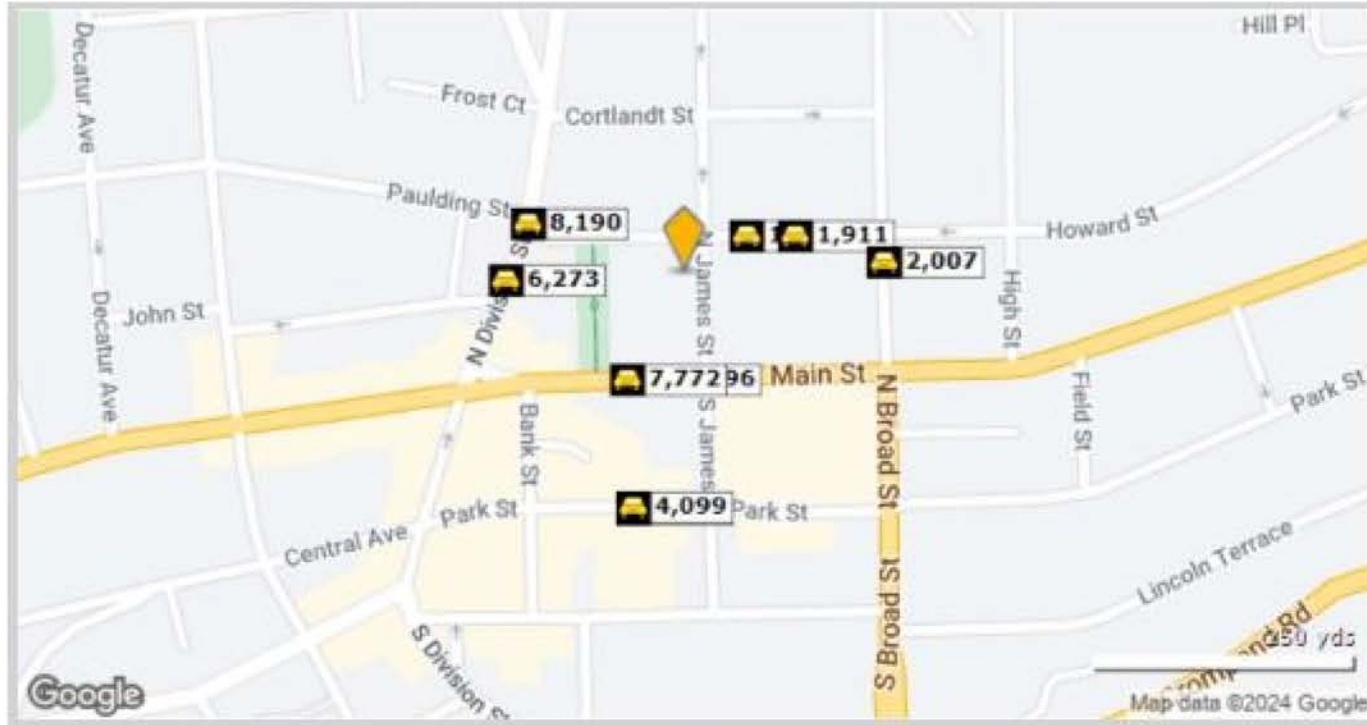 Hill Pl
Decatur Ave
Frost Ct
Cortlandt St
Paulding St
8,190
1,911
Howard St
2,007
N James St
6,273
High St
John St
N Divis
Decatur Ave
7,772
96
Main St
Bank St
S James
N Broad St
Field St
Park St
4,099
Park St
Park St
Central Ave
Lincoln Terrace
S Broad St
S Division St
250 yds
Google
Map data ©2024 Google